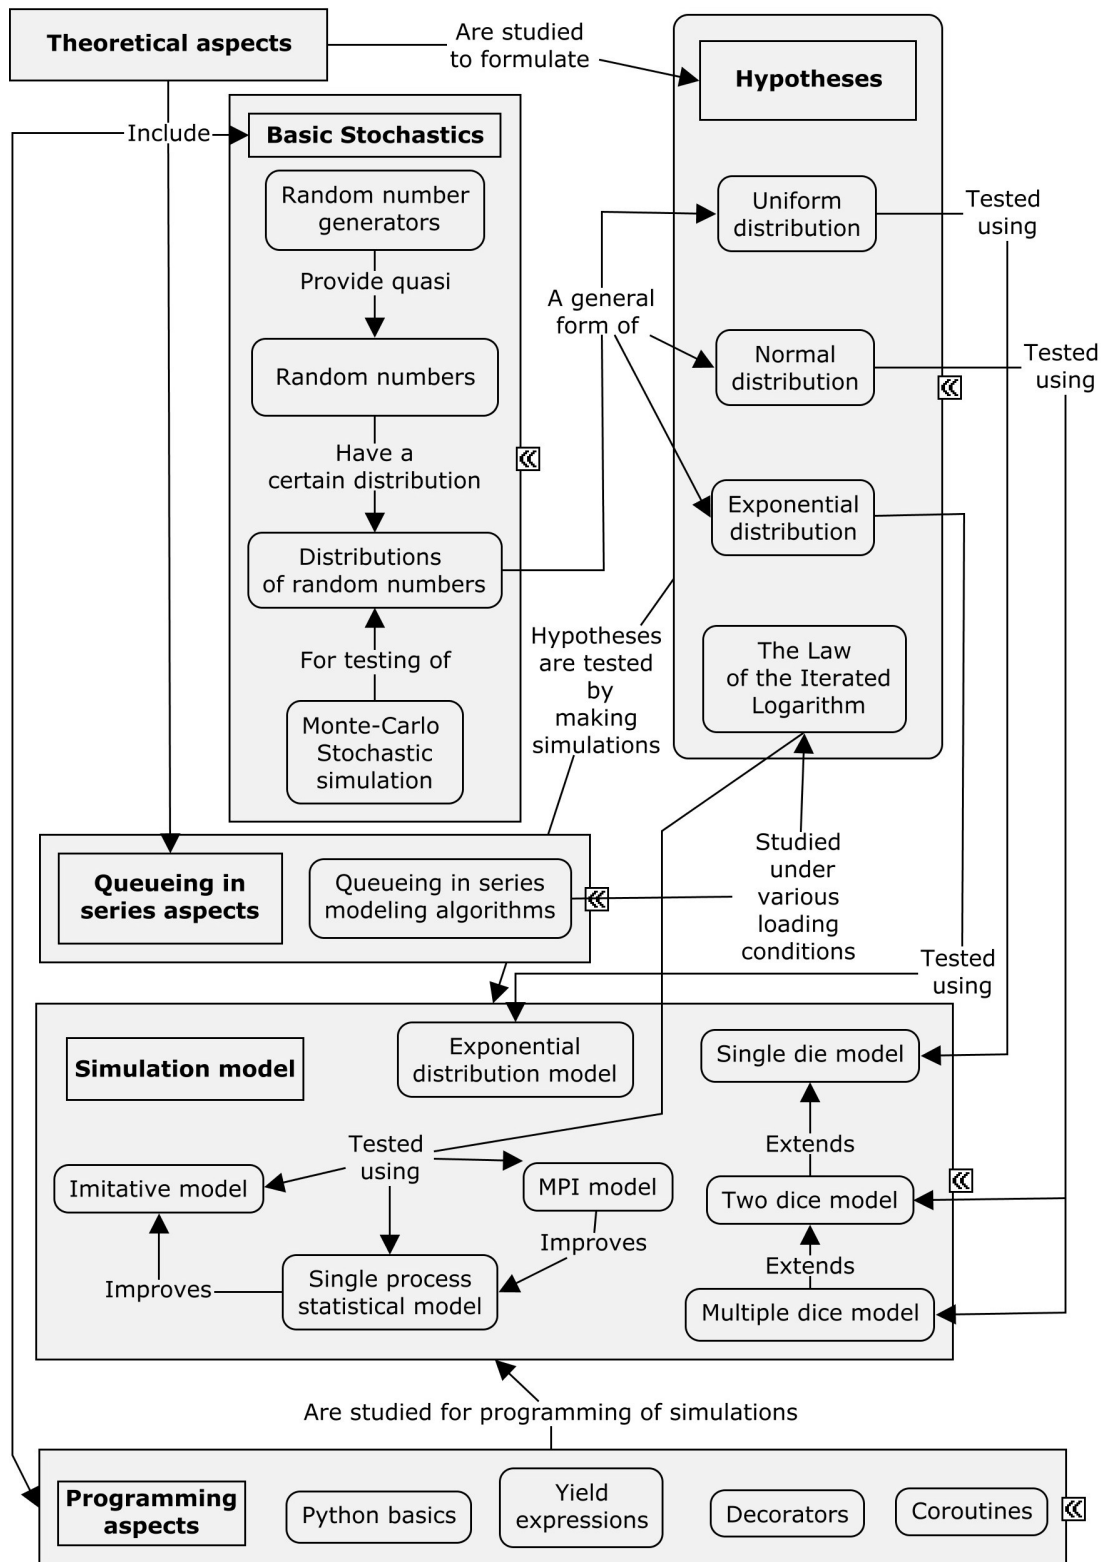 Theoretical aspects
Are studied
to formulate
Hypotheses
Include
Basic Stochastics
Random number
generators
Provide quasi
Random numbers
Have a
certain distribution
Distributions
of random numbers
For testing of
Monte-Carlo
Stochastic
simulation
A general
form of
Uniform
distribution
Tested
using
Normal
distribution
Tested
using
Exponential
distribution
The Law
of the Iterated
Logarithm
Hypotheses
are tested
by
making
simulations
Queueing in
series aspects
Queueing in series
modeling algorithms
Studied
under
various
loading
conditions
Tested
using
Simulation model
Exponential
distribution model
Single die model
Extends
Two dice model
Extends
Multiple dice model
Tested
using
Imitative model
MPI model
Improves
Single process
statistical model
Improves
Are studied for programming of simulations
Programming
aspects
Python basics
Yield
expressions
Decorators
Coroutines